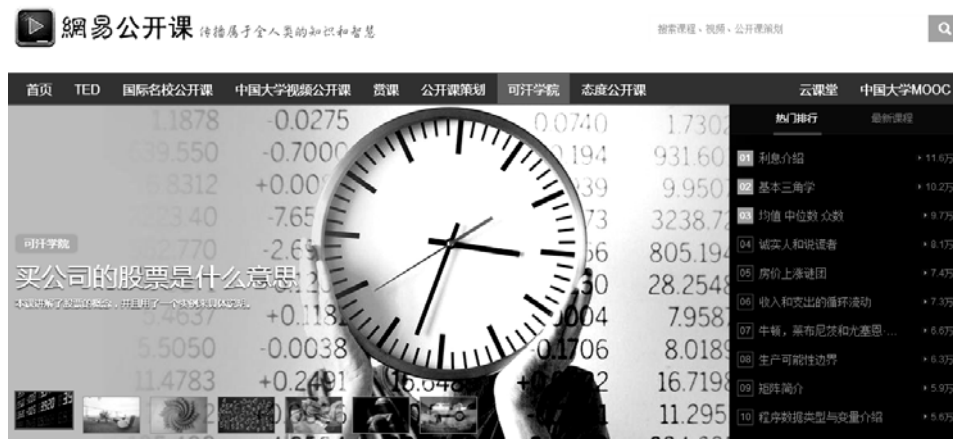 網易公开课 传播属于全人类的知识和智慧
搜索课程、视频、公开课策划
首页 TED 国际名校公开课 中国大学视频公开课 赏课 公开课策划 可汗学院 态度公开课 云课堂 中国大学MOOC
热门排行 最新课程
01 利息介绍 11.6万
02 基本三角学 10.2万
03 均值 中位数 众数 9.7万
04 诚实人和说谎者 8.1万
05 房价上涨谜团 7.4万
06 收入和支出的循环流动 7.3万
07 牛顿，莱布尼茨和尤塞恩·... 6.6万
08 生产可能性边界 6.3万
09 矩阵简介 5.9万
10 程序数据类型与变量介绍 5.6万
可汗学院
买公司的股票是什么意思
1.1878 -0.0275 0.0740 1.7302
639.550 -0.7000 931.60
6.8312 9.950
-7.65 3238.72
805.194
28.2548
7.9587
5.5050 -0.0038 -0.1706 8.0189
11.4783 +0.2491 16.7198
11.295